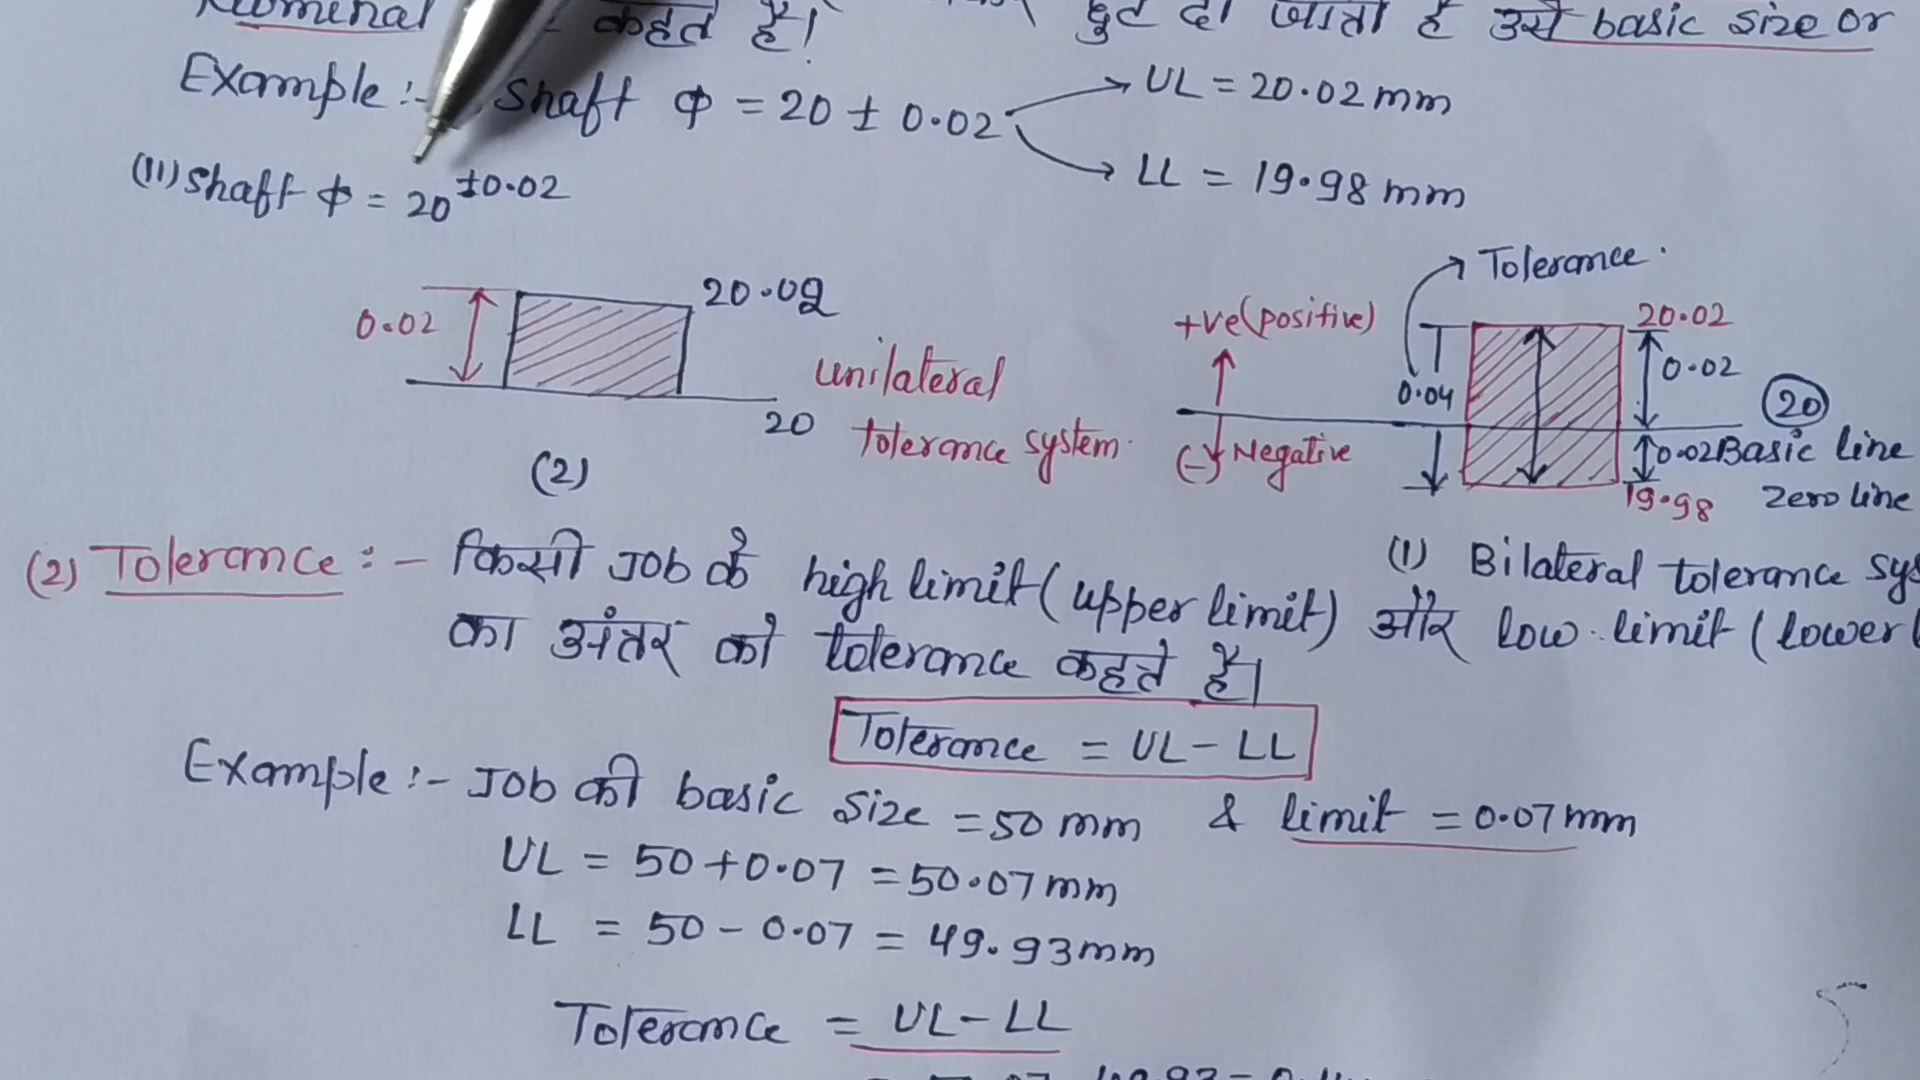 Nominal कहते हैं। छूट दी जाती है उसे basic size or
Example :- Shaft ϕ = 20 ± 0.02
UL = 20.02 mm
LL = 19.98 mm
(II) Shaft ϕ = 20 ±0.02
0.02
20.02
20
unilateral
tolerance system.
(2)
Tolerance.
+ve (positive)
(-) Negative
0.04
20.02
0.02
20
0.02 Basic line
19.98 zero line
(1) Bilateral tolerance sys
(2) Tolerance :- किसी Job के high limit (upper limit) और low limit (lower
का अंतर को tolerance कहते हैं।
Tolerance = UL - LL
Example :- Job की basic size = 50 mm & limit = 0.07 mm
UL = 50 + 0.07 = 50.07 mm
LL = 50 - 0.07 = 49.93 mm
Tolerance = UL - LL